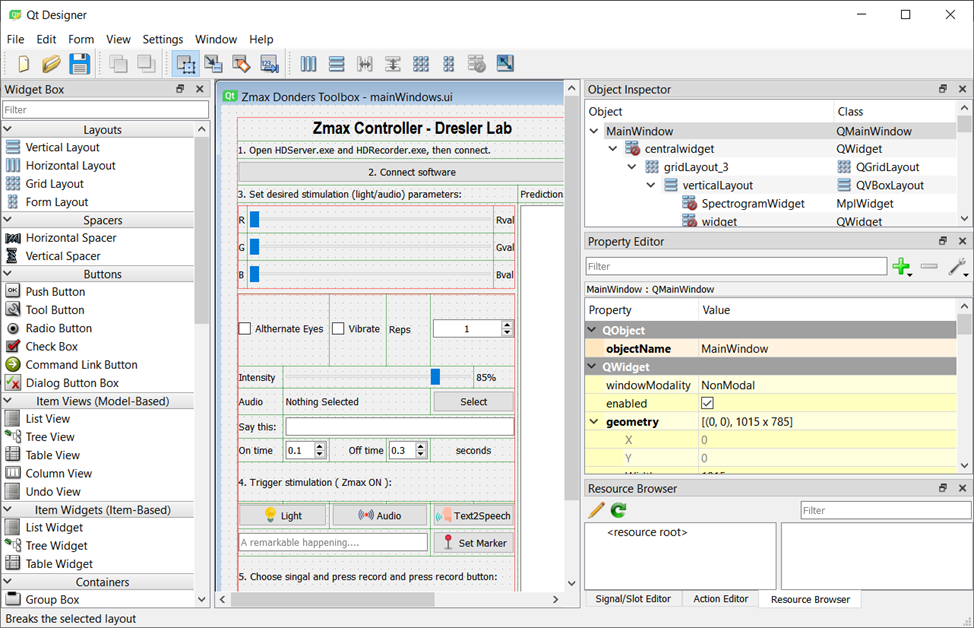 Qt Designer
File Edit Form View Settings Window Help
Widget Box
Filter
Layouts
Vertical Layout
Horizontal Layout
Grid Layout
Form Layout
Spacers
Horizontal Spacer
Vertical Spacer
Buttons
Push Button
Tool Button
Radio Button
Check Box
Command Link Button
Dialog Button Box
Item Views (Model-Based)
List View
Tree View
Table View
Column View
Undo View
Item Widgets (Item-Based)
List Widget
Tree Widget
Table Widget
Containers
Group Box
Breaks the selected layout
Qt Zmax Donders Toolbox - mainWindows.ui
Zmax Controller - Dresler Lab
1. Open HDServer.exe and HDRecorder.exe, then connect.
2. Connect software
3. Set desired stimulation (light/audio) parameters:
Prediction
R Rval
G Gval
B Bval
Althernate Eyes Vibrate Reps 1
Intensity 85%
Audio Nothing Selected Select
Say this:
On time 0.1 Off time 0.3 seconds
4. Trigger stimulation ( Zmax ON ):
Light Audio Text2Speech
A remarkable happening.... Set Marker
5. Choose singal and press record and press record button:
Object Inspector
Object Class
MainWindow QMainWindow
centralwidget QWidget
gridLayout_3 QGridLayout
verticalLayout QVBoxLayout
SpectrogramWidget MplWidget
widget QWidget
Property Editor
Filter
MainWindow : QMainWindow
Property Value
QObject
objectName MainWindow
QWidget
windowModality NonModal
enabled
geometry [(0, 0), 1015 x 785]
X 0
Y 0
Width 1015
Resource Browser
Filter
<resource root>
Signal/Slot Editor Action Editor Resource Browser